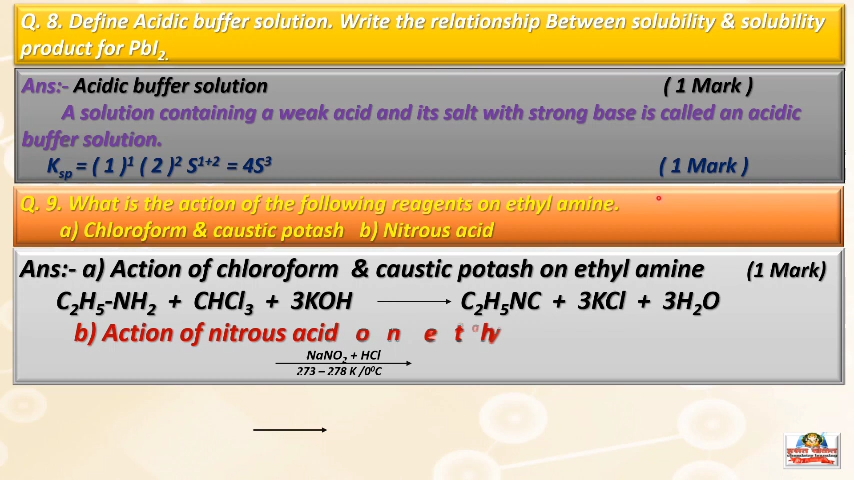 Q. 8. Define Acidic buffer solution. Write the relationship Between solubility & solubility
product for PbI₂.
Ans:- Acidic buffer solution ( 1 Mark )
A solution containing a weak acid and its salt with strong base is called an acidic
buffer solution.
Kₛₚ = ( 1 )¹ ( 2 )² S¹⁺² = 4S³ ( 1 Mark )
Q. 9. What is the action of the following reagents on ethyl amine.
a) Chloroform & caustic potash b) Nitrous acid
Ans:- a) Action of chloroform & caustic potash on ethyl amine (1 Mark)
C₂H₅-NH₂ + CHCl₃ + 3KOH ⟶ C₂H₅NC + 3KCl + 3H₂O
b) Action of nitrous acid o n e t h
NaNO₂ + HCl
273 – 278 K /0⁰C